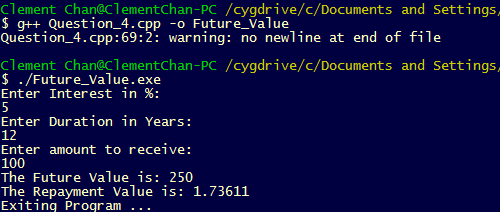 Clement Chan@ClementChan-PC /cygdrive/c/Documents and Settings/
$ g++ Question_4.cpp -o Future_Value
Question_4.cpp:69:2: warning: no newline at end of file
Clement Chan@ClementChan-PC /cygdrive/c/Documents and Settings/
$ ./Future_Value.exe
Enter Interest in %:
5
Enter Duration in Years:
12
Enter amount to receive:
100
The Future Value is: 250
The Repayment Value is: 1.73611
Exiting Program ...